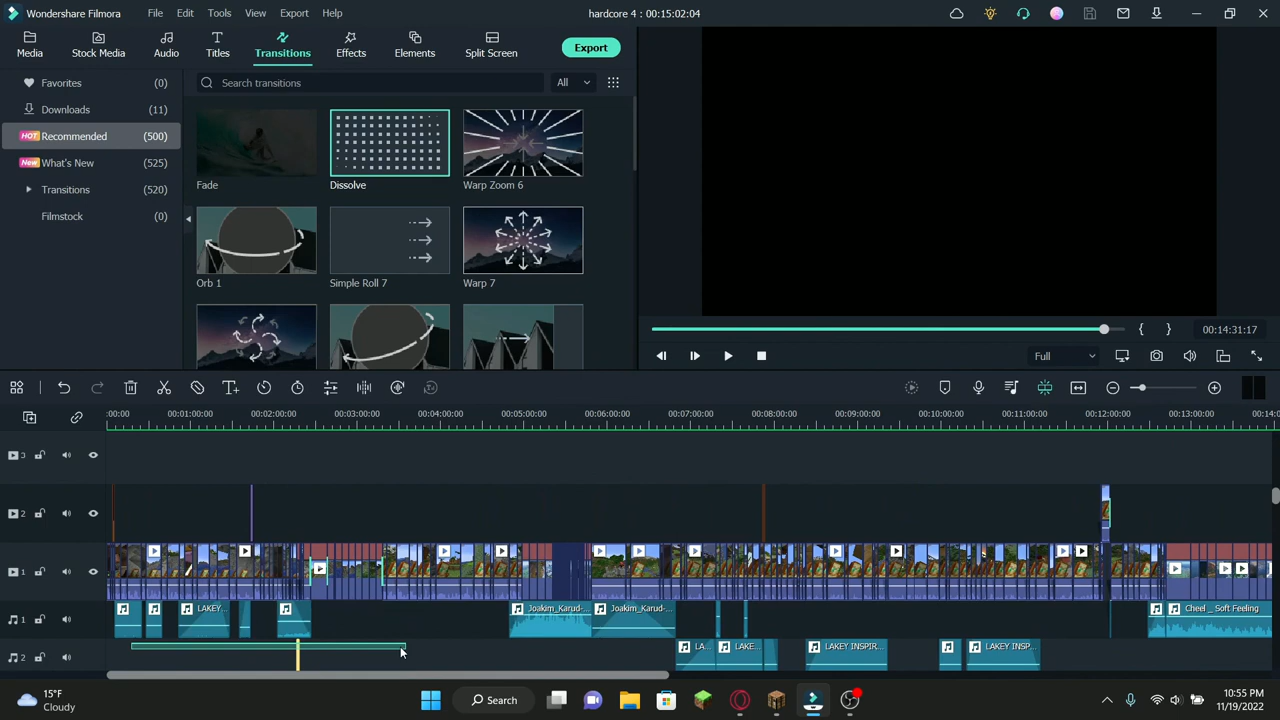 Wondershare Filmora File Edit Tools View Export Help hardcore 4 : 00:15:02:04
Media Stock Media Audio Titles Transitions Effects Elements Split Screen Export
Favorites (0)
Downloads (11)
HOT Recommended (500)
New What's New (525)
Transitions (520)
Filmstock (0)
Search transitions All
Fade Dissolve Warp Zoom 6
Orb 1 Simple Roll 7 Warp 7
00:14:31:17
Full
:00:00 00:01:00:00 00:02:00:00 00:03:00:00 00:04:00:00 00:05:00:00 00:06:00:00 00:07:00:00 00:08:00:00 00:09:00:00 00:10:00:00 00:11:00:00 00:12:00:00 00:13:00:00 00:14:0
3
2
1
1 LAKEY... Joakim_Karud-... Joakim_Karud-... Cheel _ Soft Feeling
2 LA... LAKE... LAKEY INSPIR... LAKEY INSP...
15°F
Cloudy
Search
10:55 PM
11/19/2022